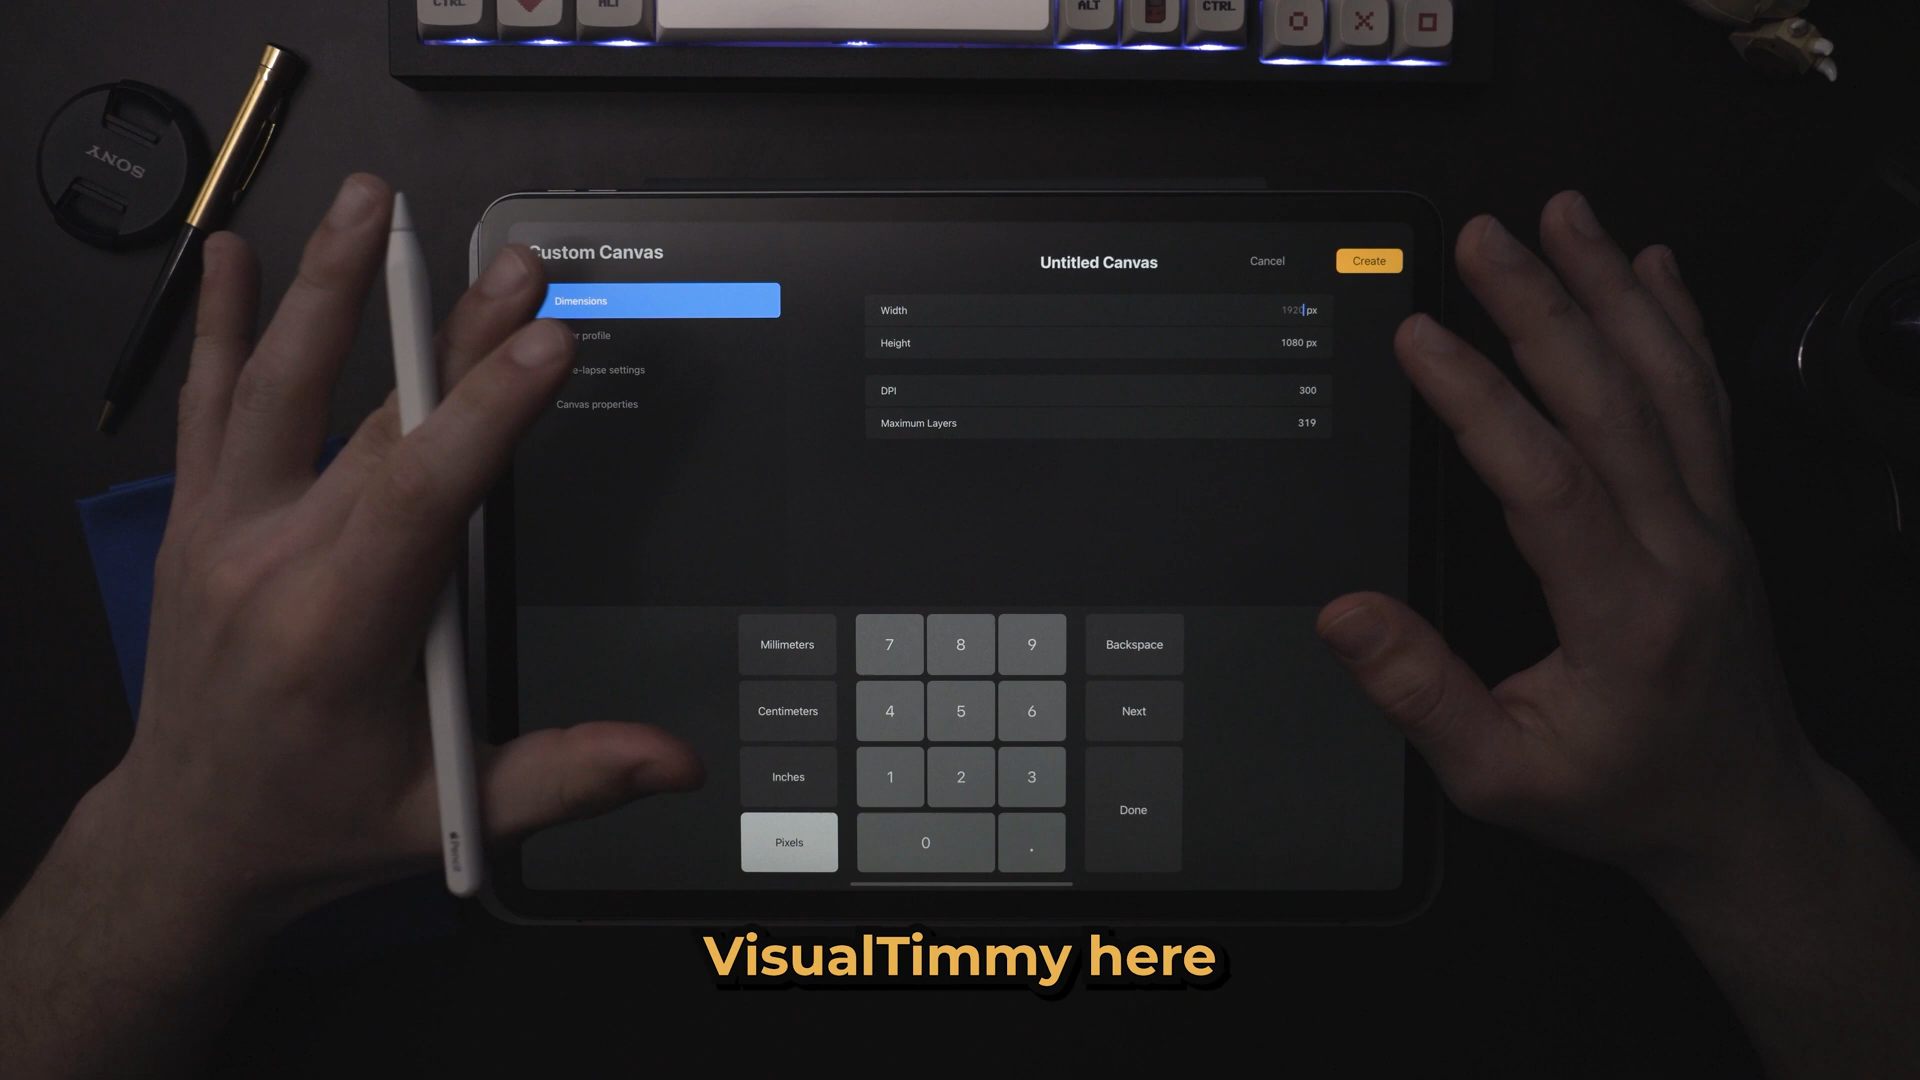 CTRL
ALT
ALT
CTRL
SONY
Custom Canvas
Untitled Canvas
Cancel
Create
Dimensions
profile
-lapse settings
Canvas properties
Width 1920 px
Height 1080 px
DPI 300
Maximum Layers 319
Millimeters 7 8 9 Backspace
Centimeters 4 5 6 Next
Inches 1 2 3
Done
Pixels 0 .
Pencil
VisualTimmy here